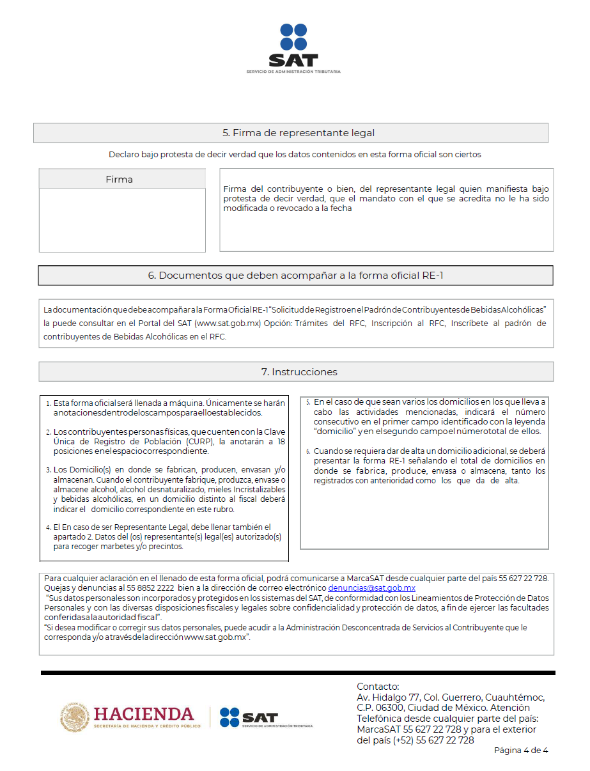 SAT
SERVICIO DE ADMINISTRACIÓN TRIBUTARIA
5. Firma de representante legal
Declaro bajo protesta de decir verdad que los datos contenidos en esta forma oficial son ciertos
Firma
Firma del contribuyente o bien, del representante legal quien manifiesta bajo
protesta de decir verdad, que el mandato con el que se acredita no le ha sido
modificada o revocado a la fecha
6. Documentos que deben acompañar a la forma oficial RE-1
La documentación que debe acompañar a la Forma Oficial RE-1 "Solicitud de Registro en el Padrón de Contribuyentes de Bebidas Alcohólicas"
la puede consultar en el Portal del SAT (www.sat.gob.mx) Opción: Trámites del RFC, Inscripción al RFC, Inscríbete al padrón de
contribuyentes de Bebidas Alcohólicas en el RFC.
7. Instrucciones
1. Esta forma oficial será llenada a máquina. Únicamente se harán
anotaciones dentro de los campos para ello establecidos.
2. Los contribuyentes personas físicas, que cuenten con la Clave
Única de Registro de Población (CURP), la anotarán a 18
posiciones en el espacio correspondiente.
3. Los Domicilio(s) en donde se fabrican, producen, envasan y/o
almacenan. Cuando el contribuyente fabrique, produzca, envase o
almacene alcohol, alcohol desnaturalizado, mieles Incristalizables
y bebidas alcohólicas, en un domicilio distinto al fiscal deberá
indicar el domicilio correspondiente en este rubro.
4. El En caso de ser Representante Legal, debe llenar también el
apartado 2. Datos del (os) representante(s) legal(es) autorizado(s)
para recoger marbetes y/o precintos.
5. En el caso de que sean varios los domicilios en los que lleva a
cabo las actividades mencionadas, indicará el número
consecutivo en el primer campo identificado con la leyenda
"domicilio" y en el segundo campo el número total de ellos.
6. Cuando se requiera dar de alta un domicilio adicional, se deberá
presentar la forma RE-1 señalando el total de domicilios en
donde se fabrica, produce, envasa o almacena, tanto los
registrados con anterioridad como los que da de alta.
Para cualquier aclaración en el llenado de esta forma oficial, podrá comunicarse a MarcaSAT desde cualquier parte del país 55 627 22 728.
Quejas y denuncias al 55 8852 2222 bien a la dirección de correo electrónico denuncias@sat.gob.mx
"Sus datos personales son incorporados y protegidos en los sistemas del SAT, de conformidad con los Lineamientos de Protección de Datos
Personales y con las diversas disposiciones fiscales y legales sobre confidencialidad y protección de datos, a fin de ejercer las facultades
conferidas a la autoridad fiscal".
"Si desea modificar o corregir sus datos personales, puede acudir a la Administración Desconcentrada de Servicios al Contribuyente que le
corresponda y/o a través de la dirección www.sat.gob.mx".
HACIENDA
SECRETARÍA DE HACIENDA Y CRÉDITO PÚBLICO
SAT
SERVICIO DE ADMINISTRACIÓN TRIBUTARIA
Contacto:
Av. Hidalgo 77, Col. Guerrero, Cuauhtémoc,
C.P. 06300, Ciudad de México. Atención
Telefónica desde cualquier parte del país:
MarcaSAT 55 627 22 728 y para el exterior
del país (+52) 55 627 22 728
Página 4 de 4